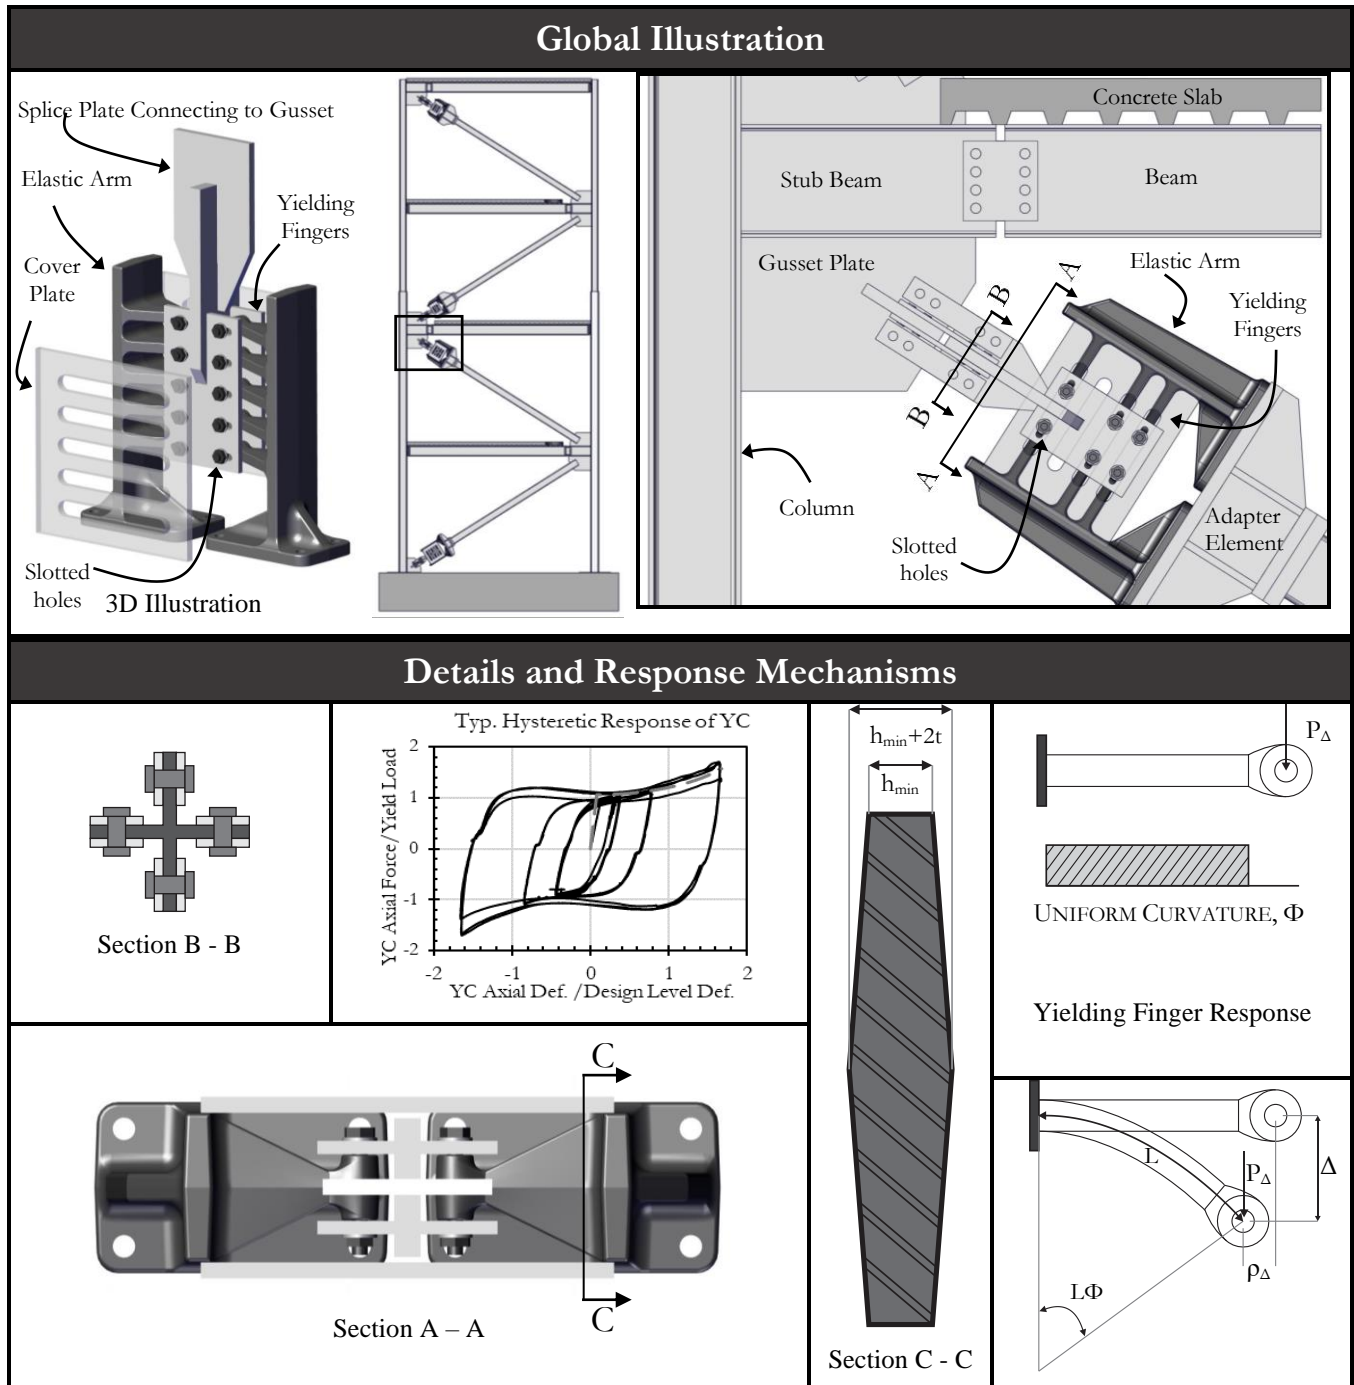 Global Illustration
Splice Plate Connecting to Gusset
Elastic Arm
Yielding
Fingers
Cover
Plate
Slotted
holes
3D Illustration
Concrete Slab
Stub Beam
Beam
Gusset Plate
A
Elastic Arm
B
Yielding
Fingers
B
A
Column
Slotted
holes
Adapter
Element
Details and Response Mechanisms
Section B - B
Typ. Hysteretic Response of YC
YC Axial Force/Yield Load
2
1
0
-1
-2
-2 -1 0 1 2
YC Axial Def. /Design Level Def.
C
C
Section A – A
hmin+2t
hmin
Section C - C
PΔ
UNIFORM CURVATURE, Φ
Yielding Finger Response
L
PΔ
Δ
ρΔ
LΦ